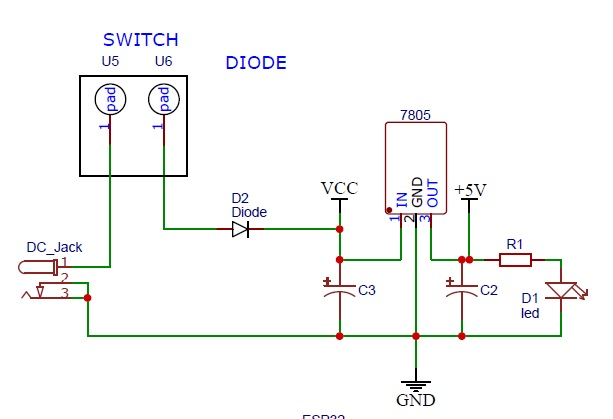 SWITCH
U5 U6
DIODE
pad pad
1 1
7805
D2
Diode
VCC
IN
GND
OUT
+5V
1 2 3
DC_Jack
1
2
3
+
C3
+
C2
R1
D1
led
GND